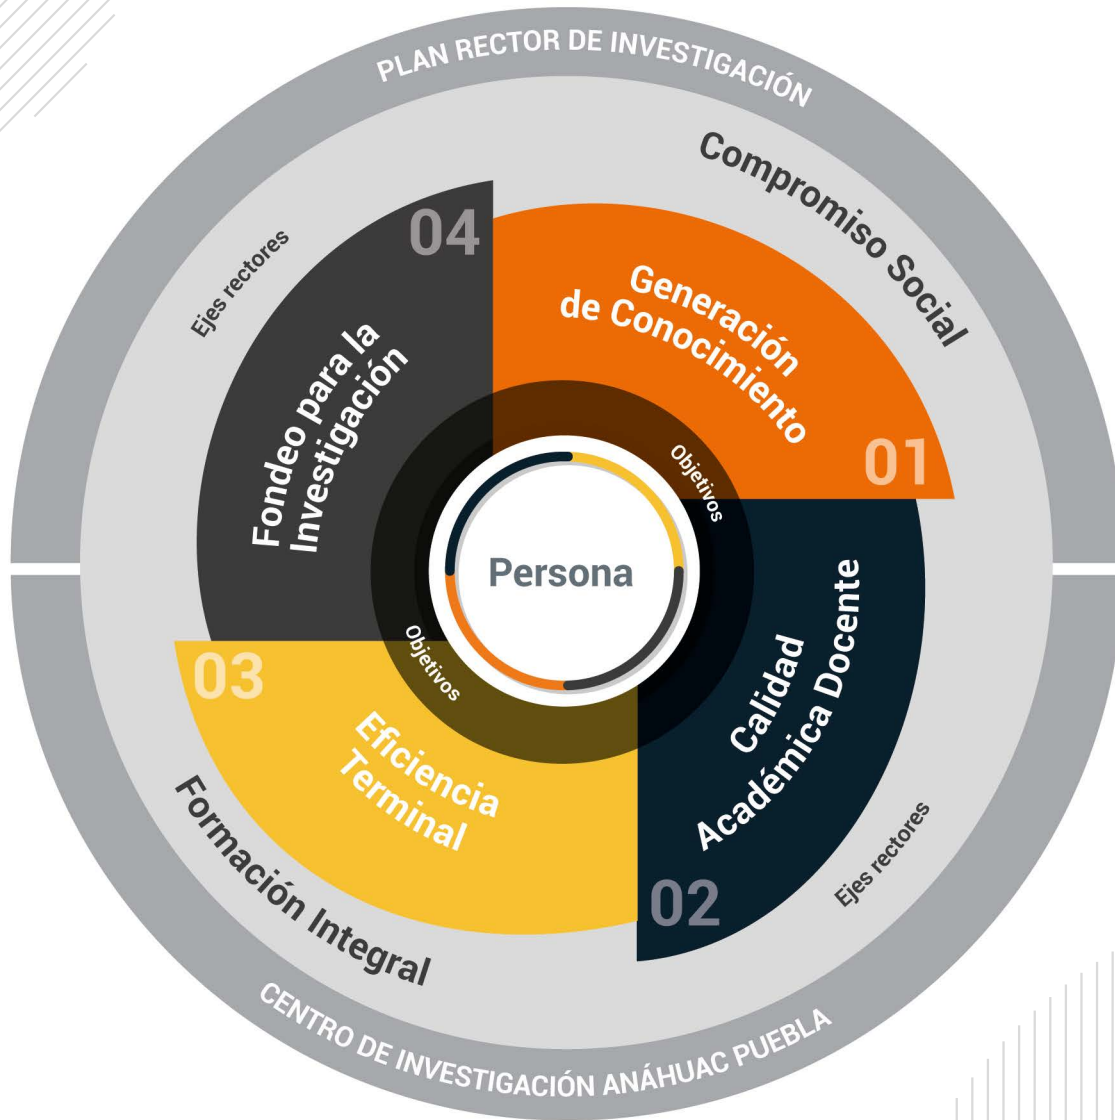 PLAN RECTOR DE INVESTIGACIÓN
Compromiso Social
Ejes rectores
04
Fondeo para la
Investigación
Generación
de Conocimiento
01
Objetivos
Persona
Objetivos
03
Eficiencia
Terminal
Calidad
Académica Docente
02
Ejes rectores
Formación Integral
CENTRO DE INVESTIGACIÓN ANÁHUAC PUEBLA